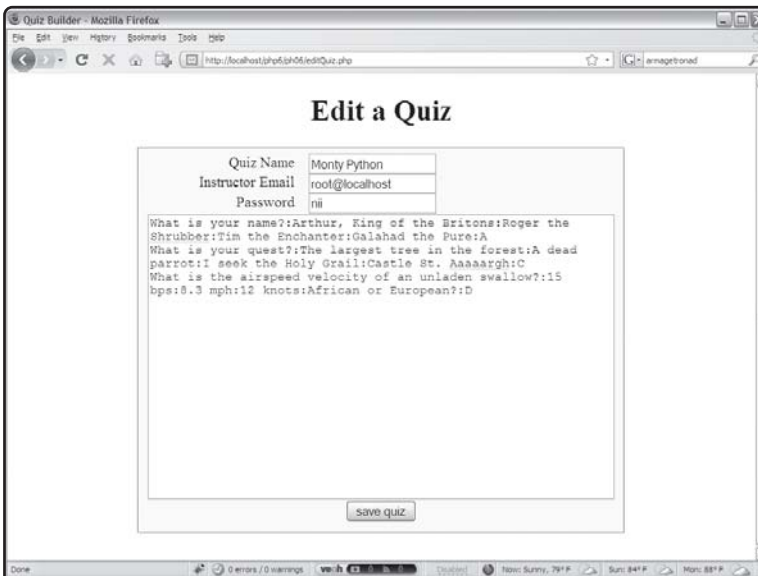 Quiz Builder - Mozilla Firefox
File Edit View History Bookmarks Tools Help
http://localhost/php6/ph06/editQuiz.php
G armagetronad
Edit a Quiz
Quiz Name Monty Python
Instructor Email root@localhost
Password nii
What is your name?:Arthur, King of the Britons:Roger the
Shrubber:Tim the Enchanter:Galahad the Pure:A
What is your quest?:The largest tree in the forest:A dead
parrot:I seek the Holy Grail:Castle St. Aaaaargh:C
What is the airspeed velocity of an unladen swallow?:15
bps:8.3 mph:12 knots:African or European?:D
save quiz
Done 0 errors / 0 warnings Disabled Now: Sunny, 79° F Sun: 84° F Mon: 88° F